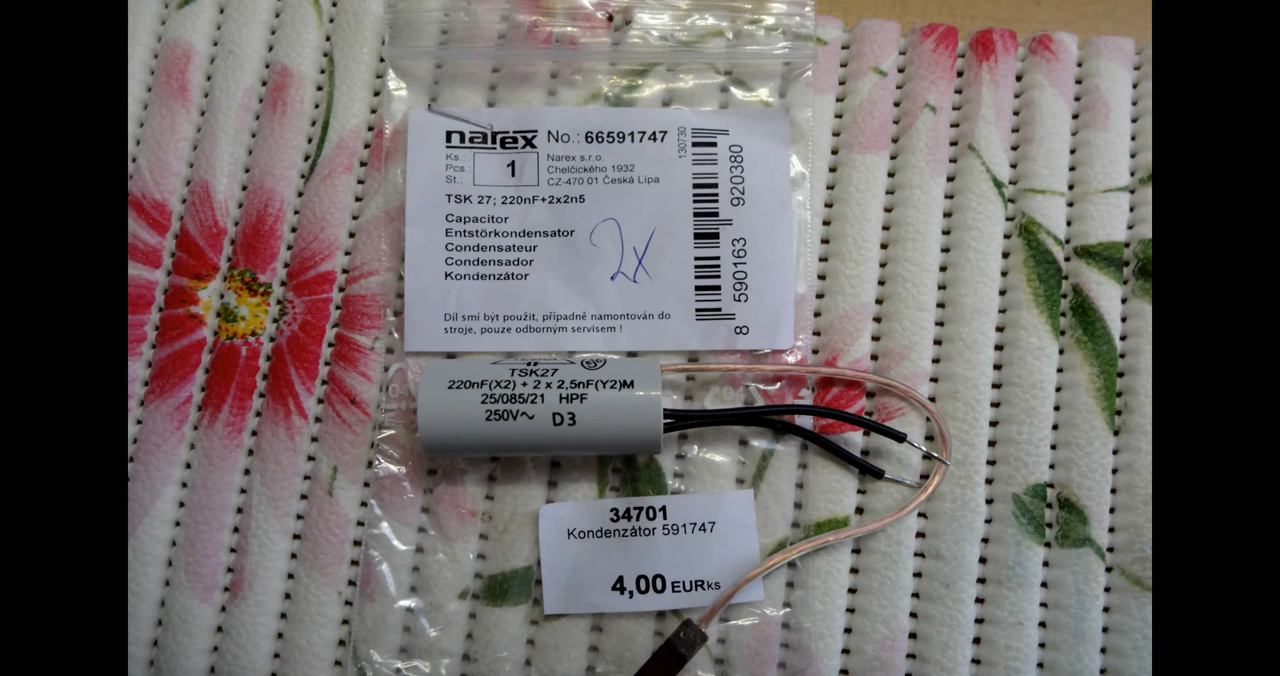 narex No.: 66591747
130730
Ks.:
Pcs.:
St.:
1
Narex s.r.o.
Chelčického 1932
CZ-470 01 Česká Lípa
TSK 27; 220nF+2x2n5
Capacitor
Entstörkondensator
Condensateur
Condensador
Kondenzátor
2x
Díl smí být použit, případně namontován do
stroje, pouze odborným servisem !
8 590163 920380
TSK27
220nF(X2) + 2 x 2,5nF(Y2)M
25/085/21 HPF
250V~ D3
34701
Kondenzátor 591747
4,00 EUR ks